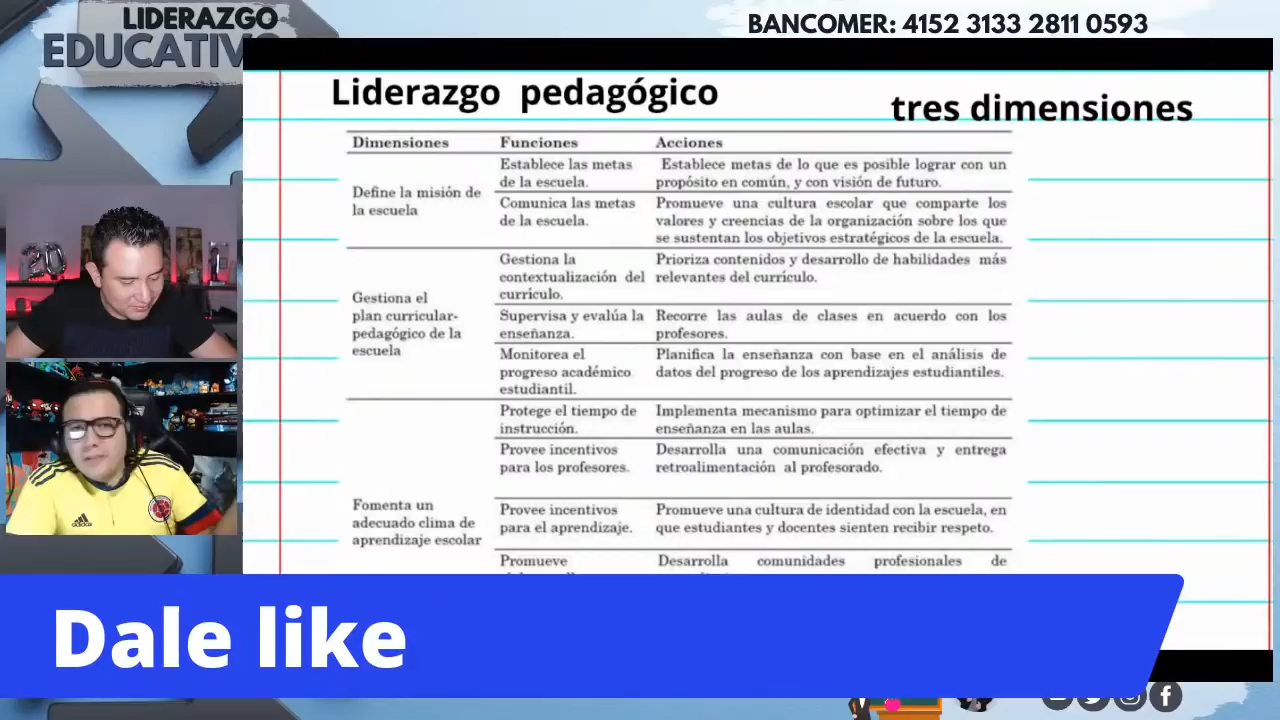 LIDERAZGO
EDUCATIVO
BANCOMER: 4152 3133 2811 0593
Liderazgo pedagógico
tres dimensiones
Dimensiones Funciones Acciones
Define la misión de
la escuela
Establece las metas
de la escuela.
Establece metas de lo que es posible lograr con un
propósito en común, y con visión de futuro.
Comunica las metas
de la escuela.
Promueve una cultura escolar que comparte los
valores y creencias de la organización sobre los que
se sustentan los objetivos estratégicos de la escuela.
Gestiona el
plan curricular-
pedagógico de la
escuela
Gestiona la
contextualización del
currículo.
Prioriza contenidos y desarrollo de habilidades más
relevantes del currículo.
Supervisa y evalúa la
enseñanza.
Recorre las aulas de clases en acuerdo con los
profesores.
Monitorea el
progreso académico
estudiantil.
Planifica la enseñanza con base en el análisis de
datos del progreso de los aprendizajes estudiantiles.
Fomenta un
adecuado clima de
aprendizaje escolar
Protege el tiempo de
instrucción.
Implementa mecanismo para optimizar el tiempo de
enseñanza en las aulas.
Provee incentivos
para los profesores.
Desarrolla una comunicación efectiva y entrega
retroalimentación al profesorado.
Provee incentivos
para el aprendizaje.
Promueve una cultura de identidad con la escuela, en
que estudiantes y docentes sienten recibir respeto.
Promueve
Desarrolla comunidades profesionales de
adidas
20
Dale like